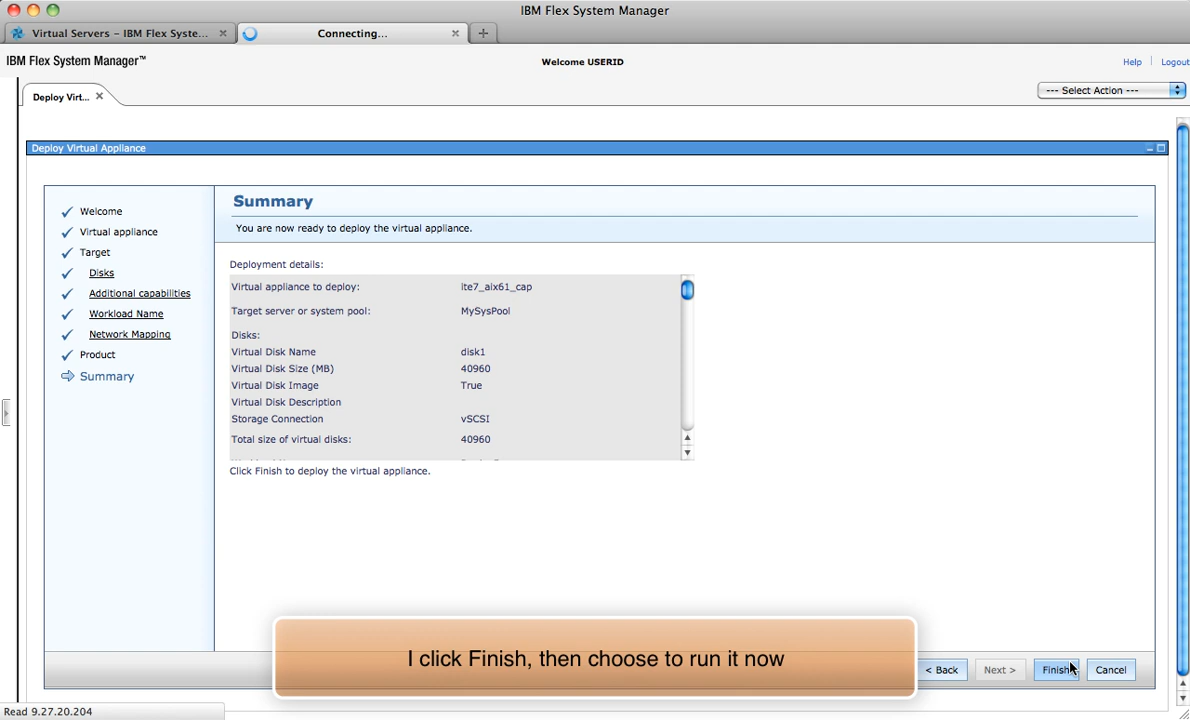 IBM Flex System Manager
Virtual Servers – IBM Flex Syste...
Connecting...
IBM Flex System Manager™
Welcome USERID
Help
Logout
Deploy Virt...
--- Select Action ---
Deploy Virtual Appliance
Welcome
Virtual appliance
Target
Disks
Additional capabilities
Workload Name
Network Mapping
Product
Summary
Summary
You are now ready to deploy the virtual appliance.
Deployment details:
Virtual appliance to deploy: ite7_aix61_cap
Target server or system pool: MySysPool
Disks:
Virtual Disk Name disk1
Virtual Disk Size (MB) 40960
Virtual Disk Image True
Virtual Disk Description
Storage Connection vSCSI
Total size of virtual disks: 40960
Click Finish to deploy the virtual appliance.
I click Finish, then choose to run it now
< Back
Next >
Finish
Cancel
Read 9.27.20.204